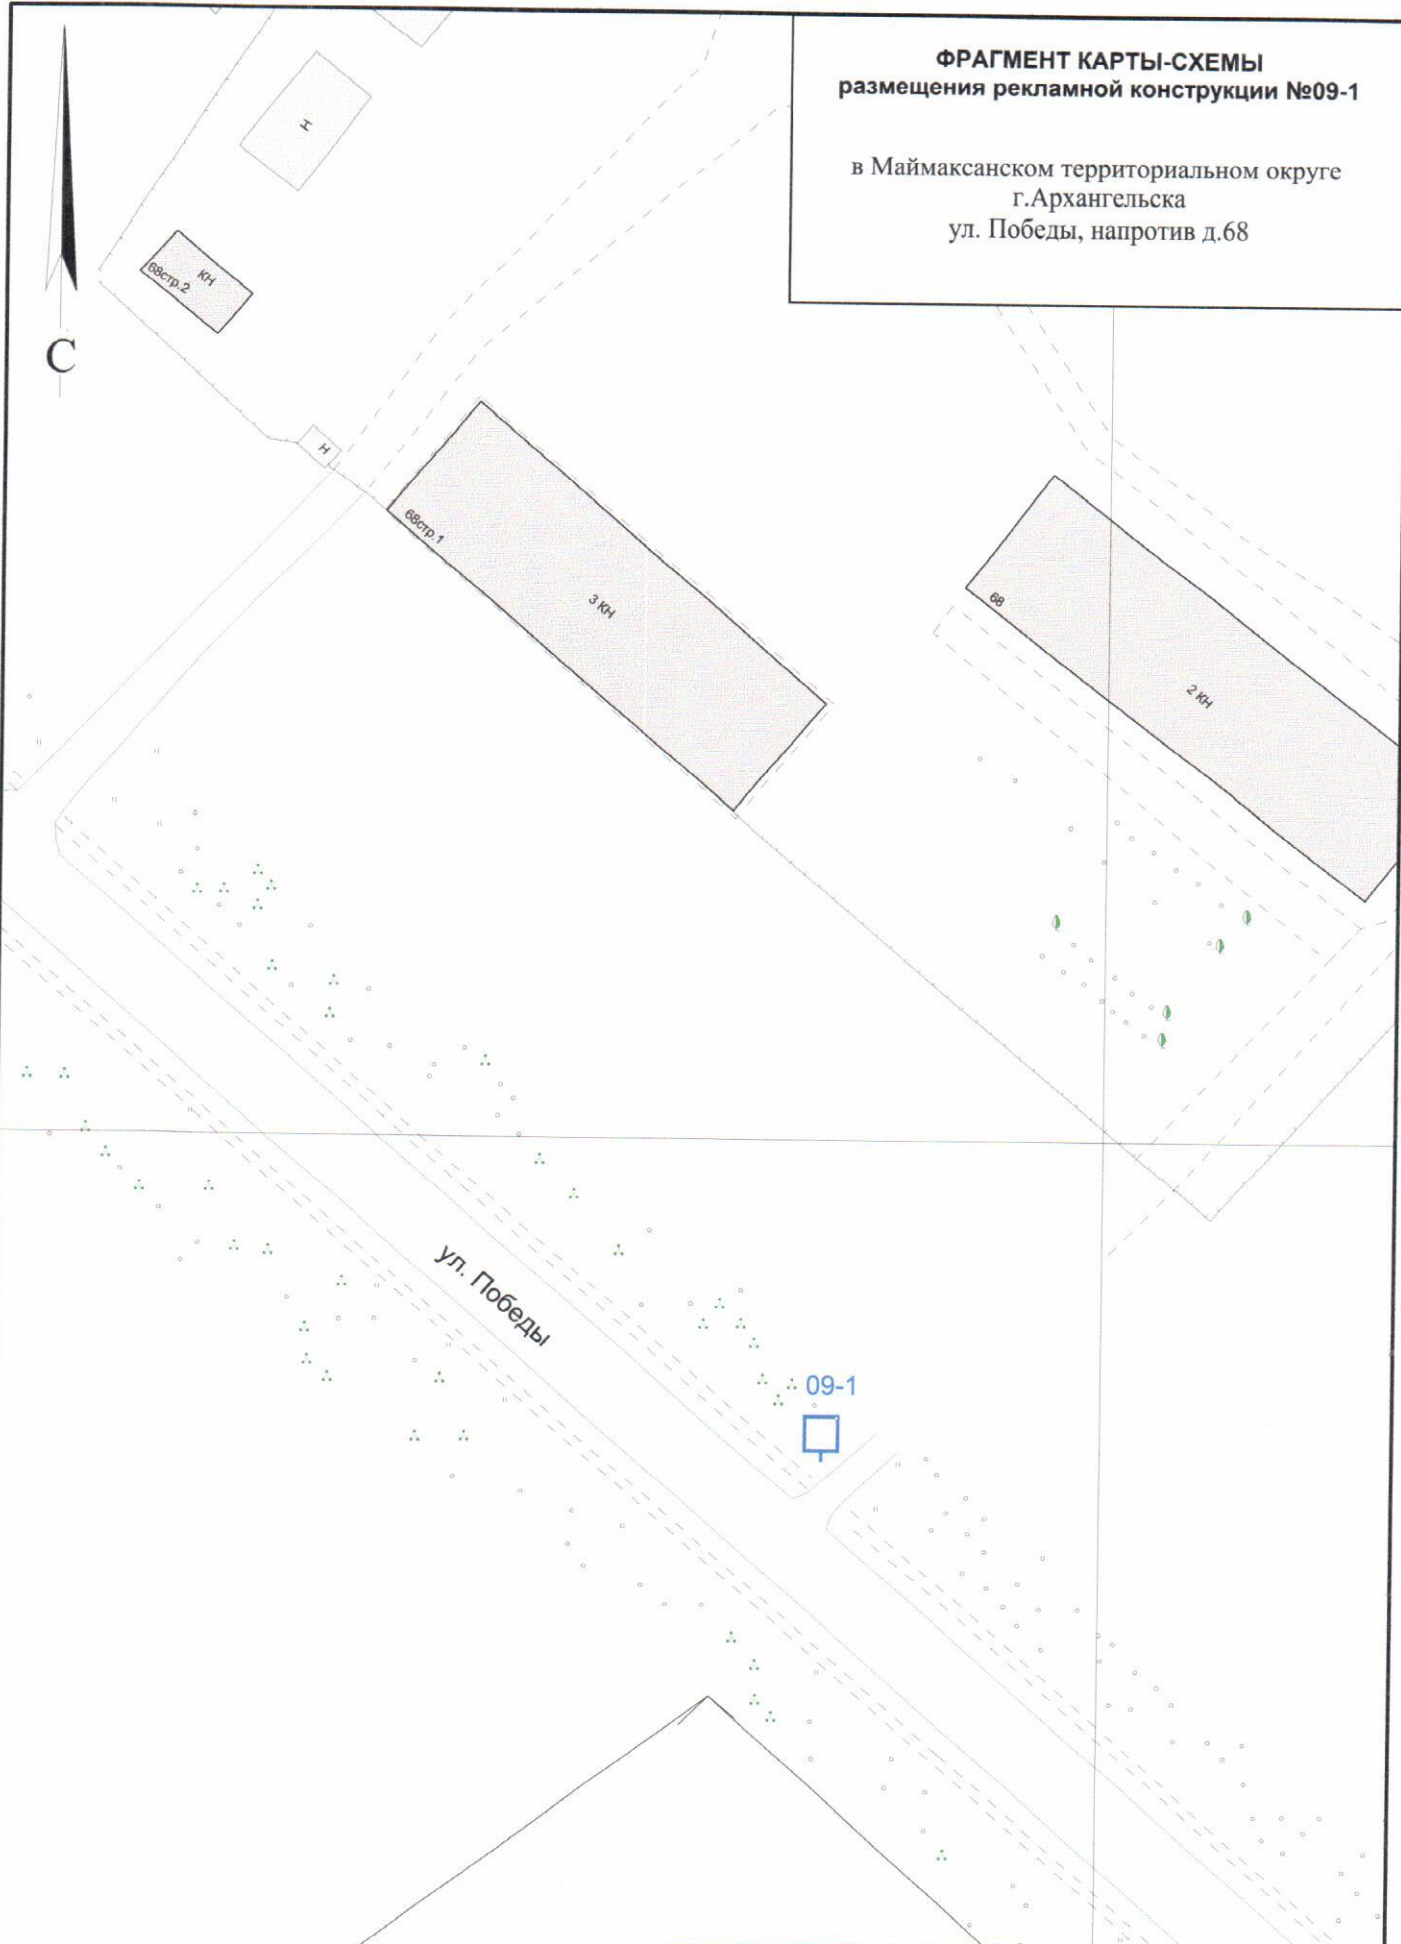 ФРАГМЕНТ КАРТЫ-СХЕМЫ
размещения рекламной конструкции №09-1
в Маймаксанском территориальном округе
г.Архангельска
ул. Победы, напротив д.68
Н
КН
68стр.2
С
Н
68стр.1
3 КН
68
2 КН
ул. Победы
09-1